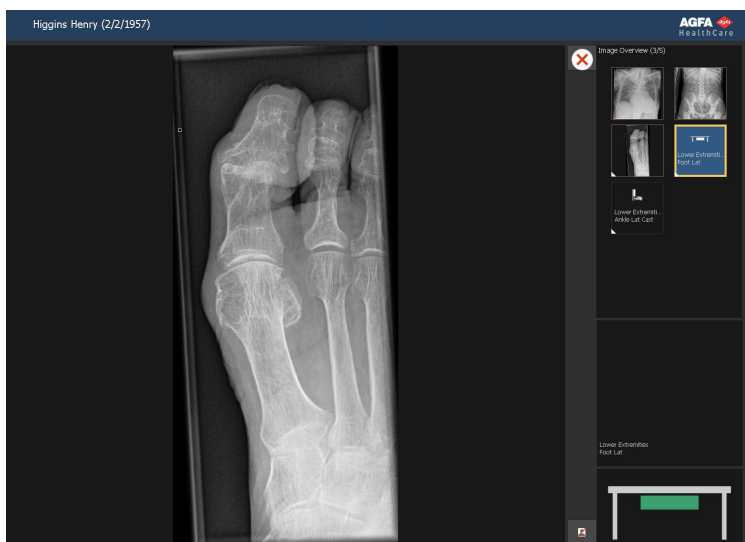 Higgins Henry (2/2/1957)
AGFA
HealthCare
Image Overview (3/5)
Lower Extremiti...
Foot Lat
Lower Extremiti...
Ankle Lat Cast
Lower Extremities
Foot Lat